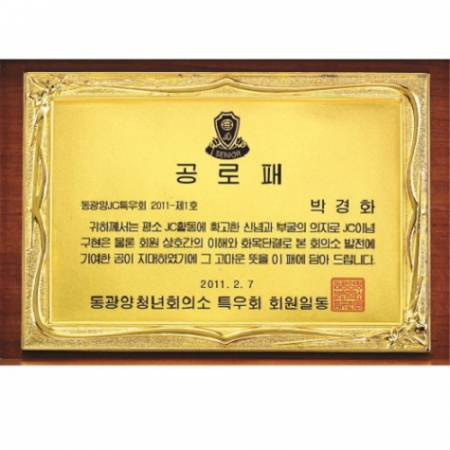 JC
SENIOR
공로패
동광양JC특우회 2011-제1호
박경화
귀하께서는 평소 JC활동에 확고한 신념과 부굴의 의지로 JC이념
구현은 물론 회원 상호간의 이해와 화목단결로 본 회의소 발전에
기여한 공이 지대하였기에 그 고마운 뜻을 이 패에 담아 드립니다.
2011. 2. 7
동광양청년회의소 특우회 회원일동